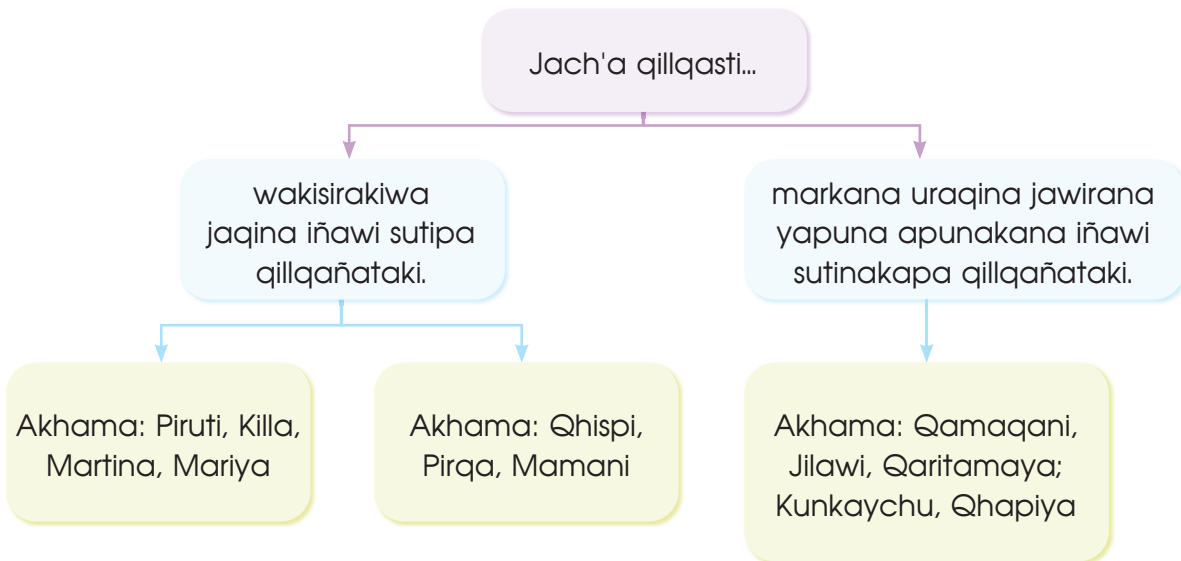 Jach'a qillqasti...
wakisirakiwa
jaqina iñawi sutipa
qillqañataki.
markana uraqina jawirana
yapuna apunakana iñawi
sutinakapa qillqañataki.
Akhama: Piruti, Killa,
Martina, Mariya
Akhama: Qhispi,
Pirqa, Mamani
Akhama: Qamaqani,
Jilawi, Qaritamaya;
Kunkaychu, Qhapiya